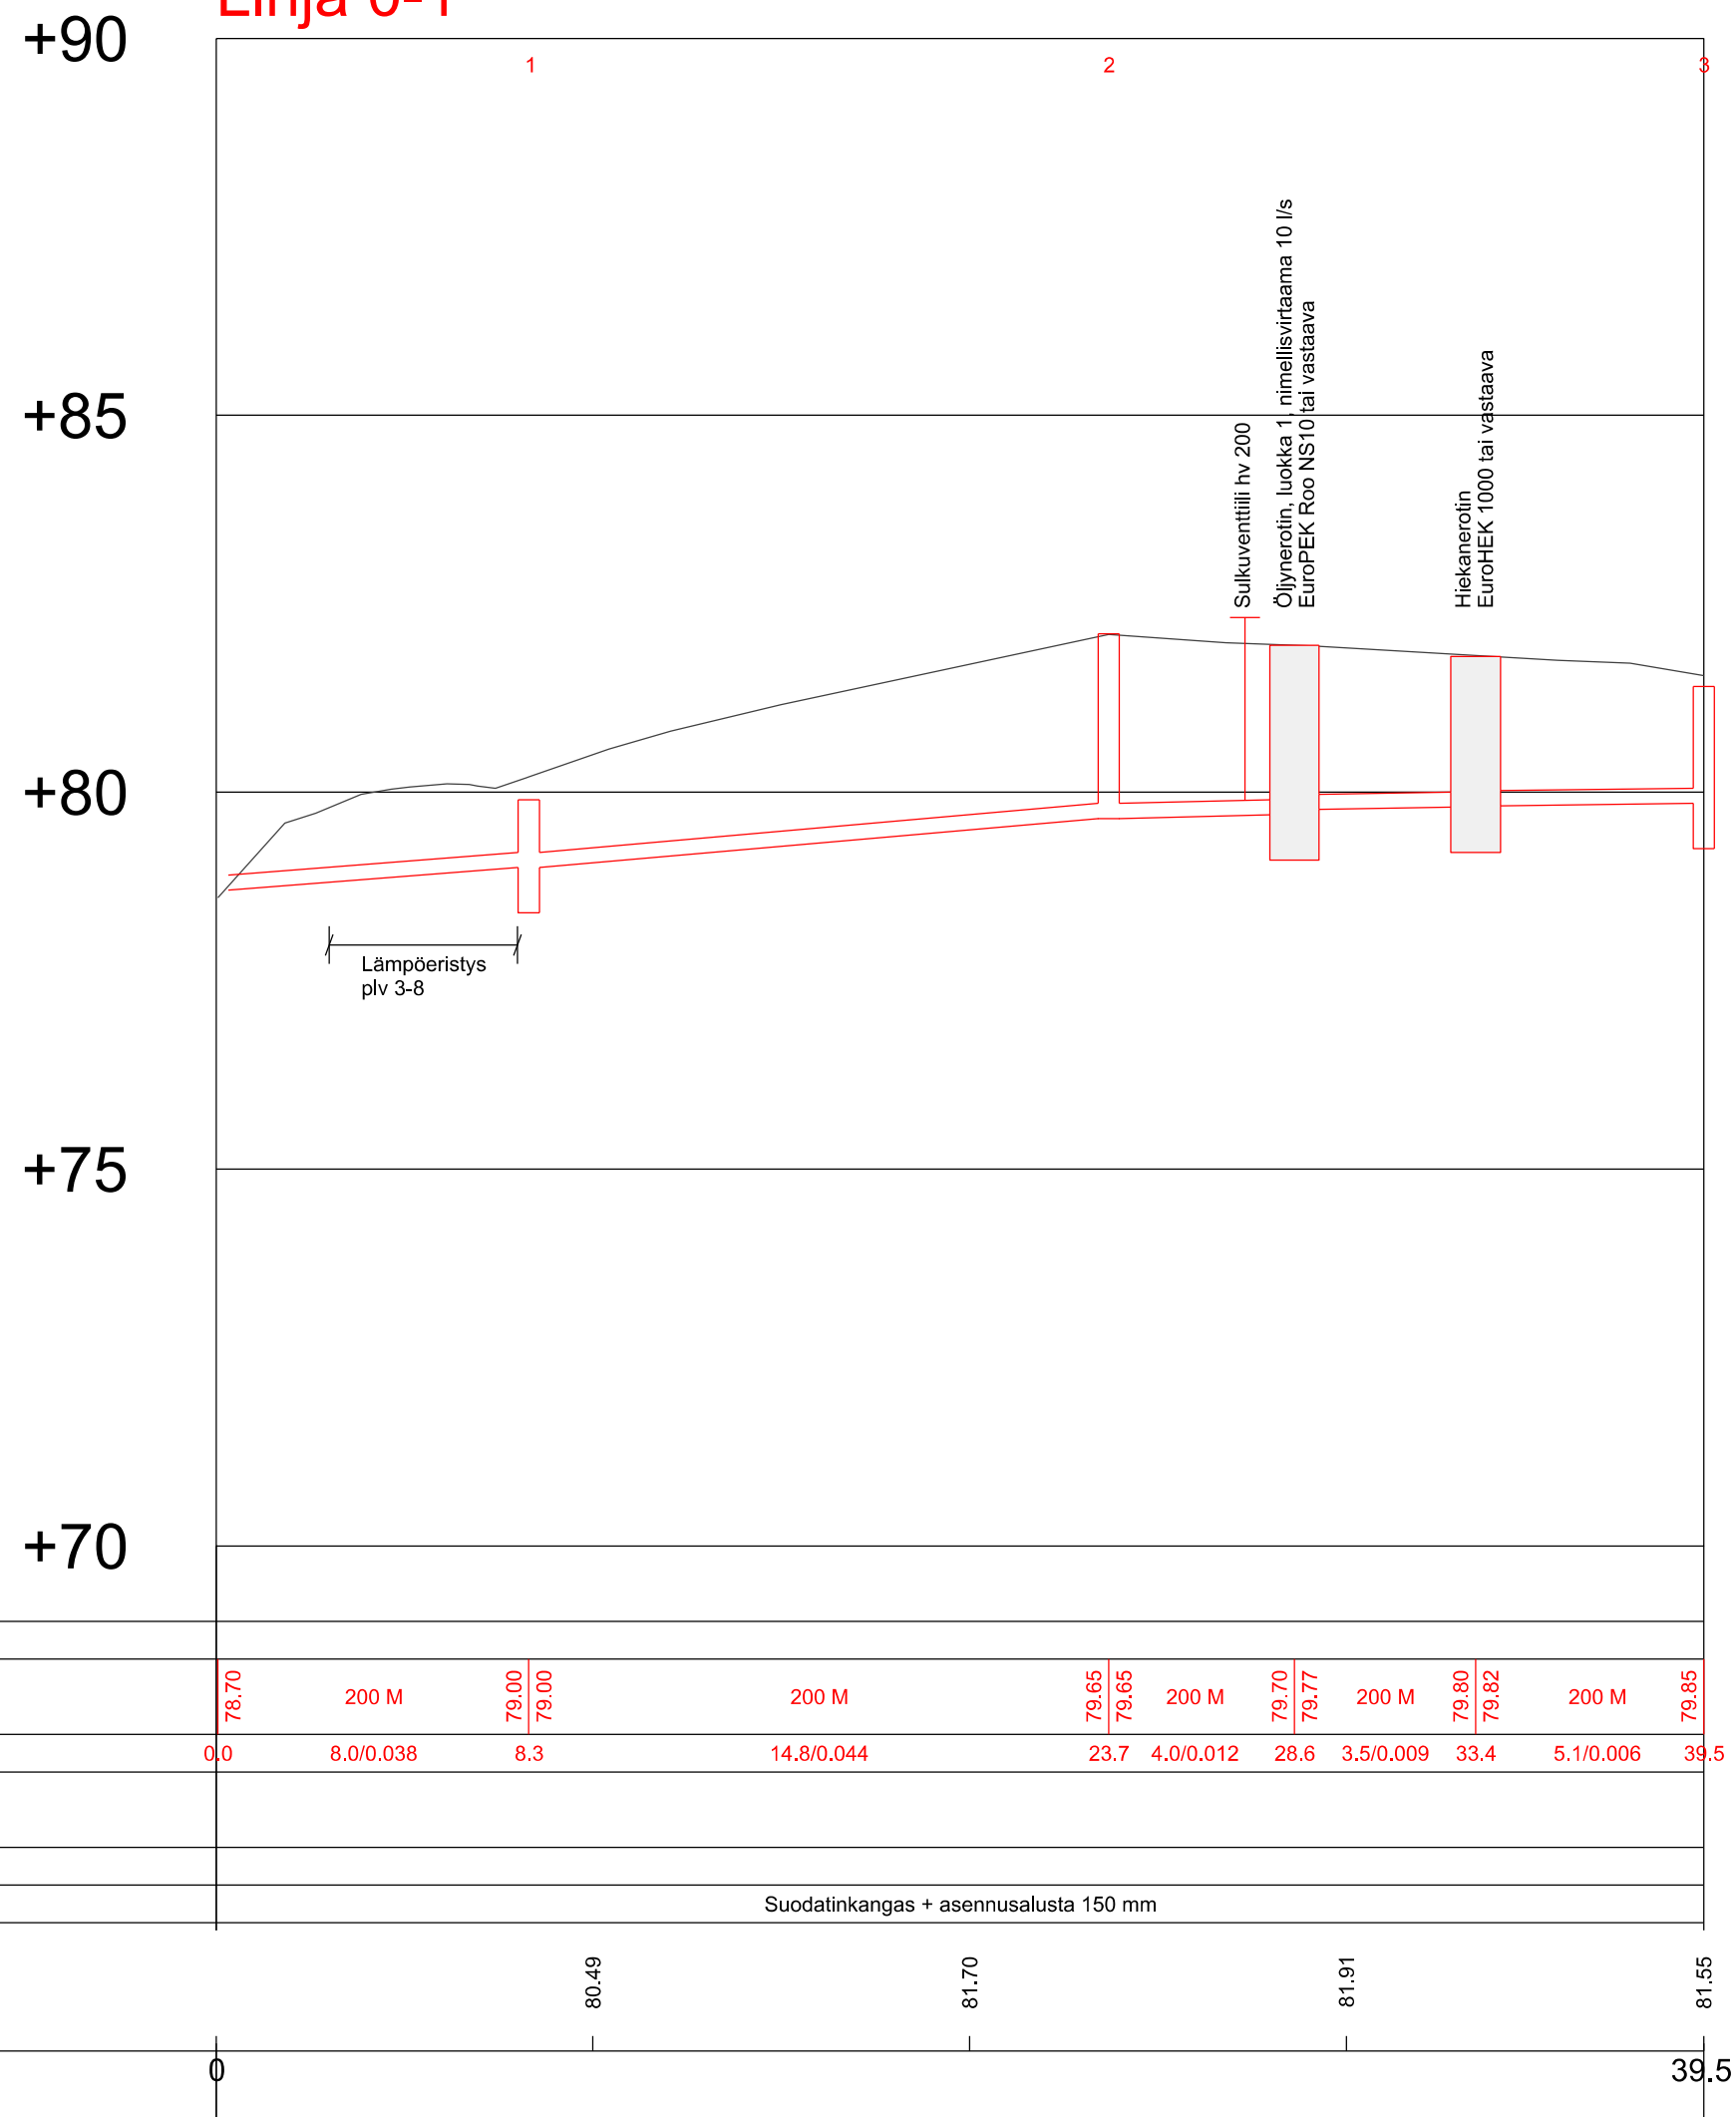 Linja 0-1
+90
1
2
3
+85
+80
+75
+70
Sulkuventtiili hv 200
Öljynerotin, luokka 1, nimellisvirtaama 10 l/s
EuroPEK Roo NS10 tai vastaava
Hiekanerotin
EuroHEK 1000 tai vastaava
Lämpöeristys
plv 3-8
78.70
200 M
79.00
79.00
200 M
79.65
79.65
200 M
79.70
79.77
200 M
79.80
79.82
200 M
79.85
0.0
8.0/0.038
8.3
14.8/0.044
23.7
4.0/0.012
28.6
3.5/0.009
33.4
5.1/0.006
39.5
Suodatinkangas + asennusalusta 150 mm
80.49
81.70
81.91
81.55
0
39.5